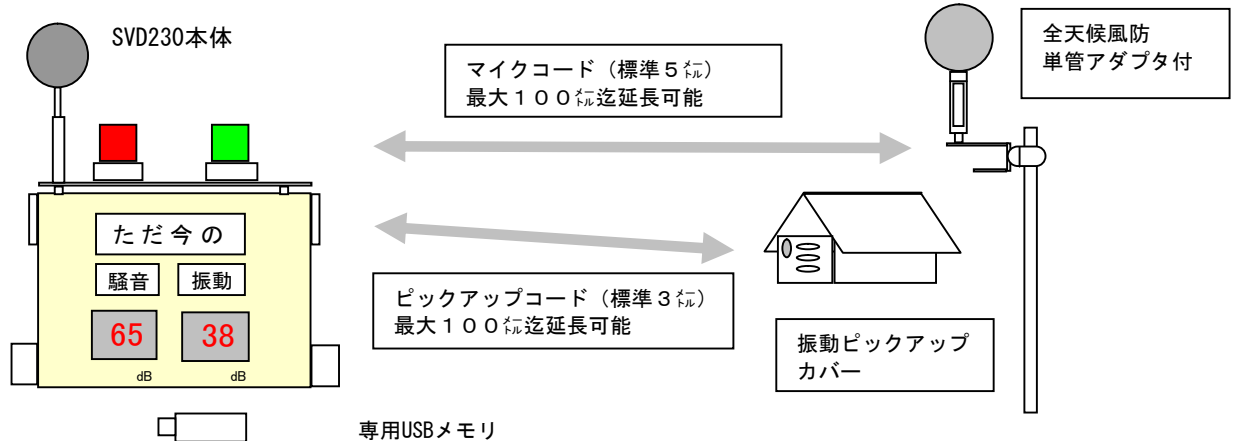 SVD230本体
マイクコード（標準５㍍）
最大１００㍍迄延長可能
全天候風防
単管アダプタ付
ただ今の
騒音
振動
65
38
dB
dB
ピックアップコード（標準３㍍）
最大１００㍍迄延長可能
振動ピックアップ
カバー
専用USBメモリ